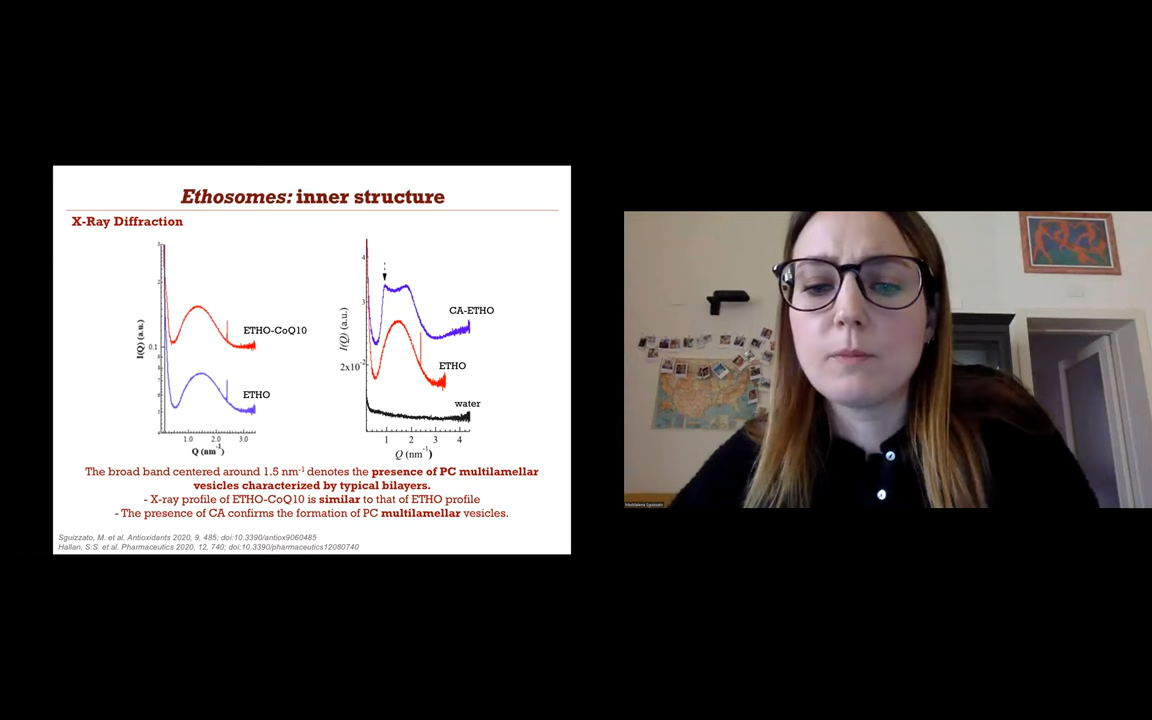 Ethosomes: inner structure
X-Ray Diffraction
I(Q) (a.u.)
0.1
ETHO-CoQ10
ETHO
1.0 2.0 3.0
Q (nm-1)
I(Q) (a.u.)
4
3
2x10-2
CA-ETHO
ETHO
water
1 2 3 4
Q (nm-1)
The broad band centered around 1.5 nm-1 denotes the presence of PC multilamellar
vesicles characterized by typical bilayers.
- X-ray profile of ETHO-CoQ10 is similar to that of ETHO profile
- The presence of CA confirms the formation of PC multilamellar vesicles.
Sguizzato, M. et al. Antioxidants 2020, 9, 485; doi:10.3390/antiox9060485
Hallan, S:S. et al. Pharmaceutics 2020, 12, 740; doi:10.3390/pharmaceutics12080740
Maddalena Sguizzato